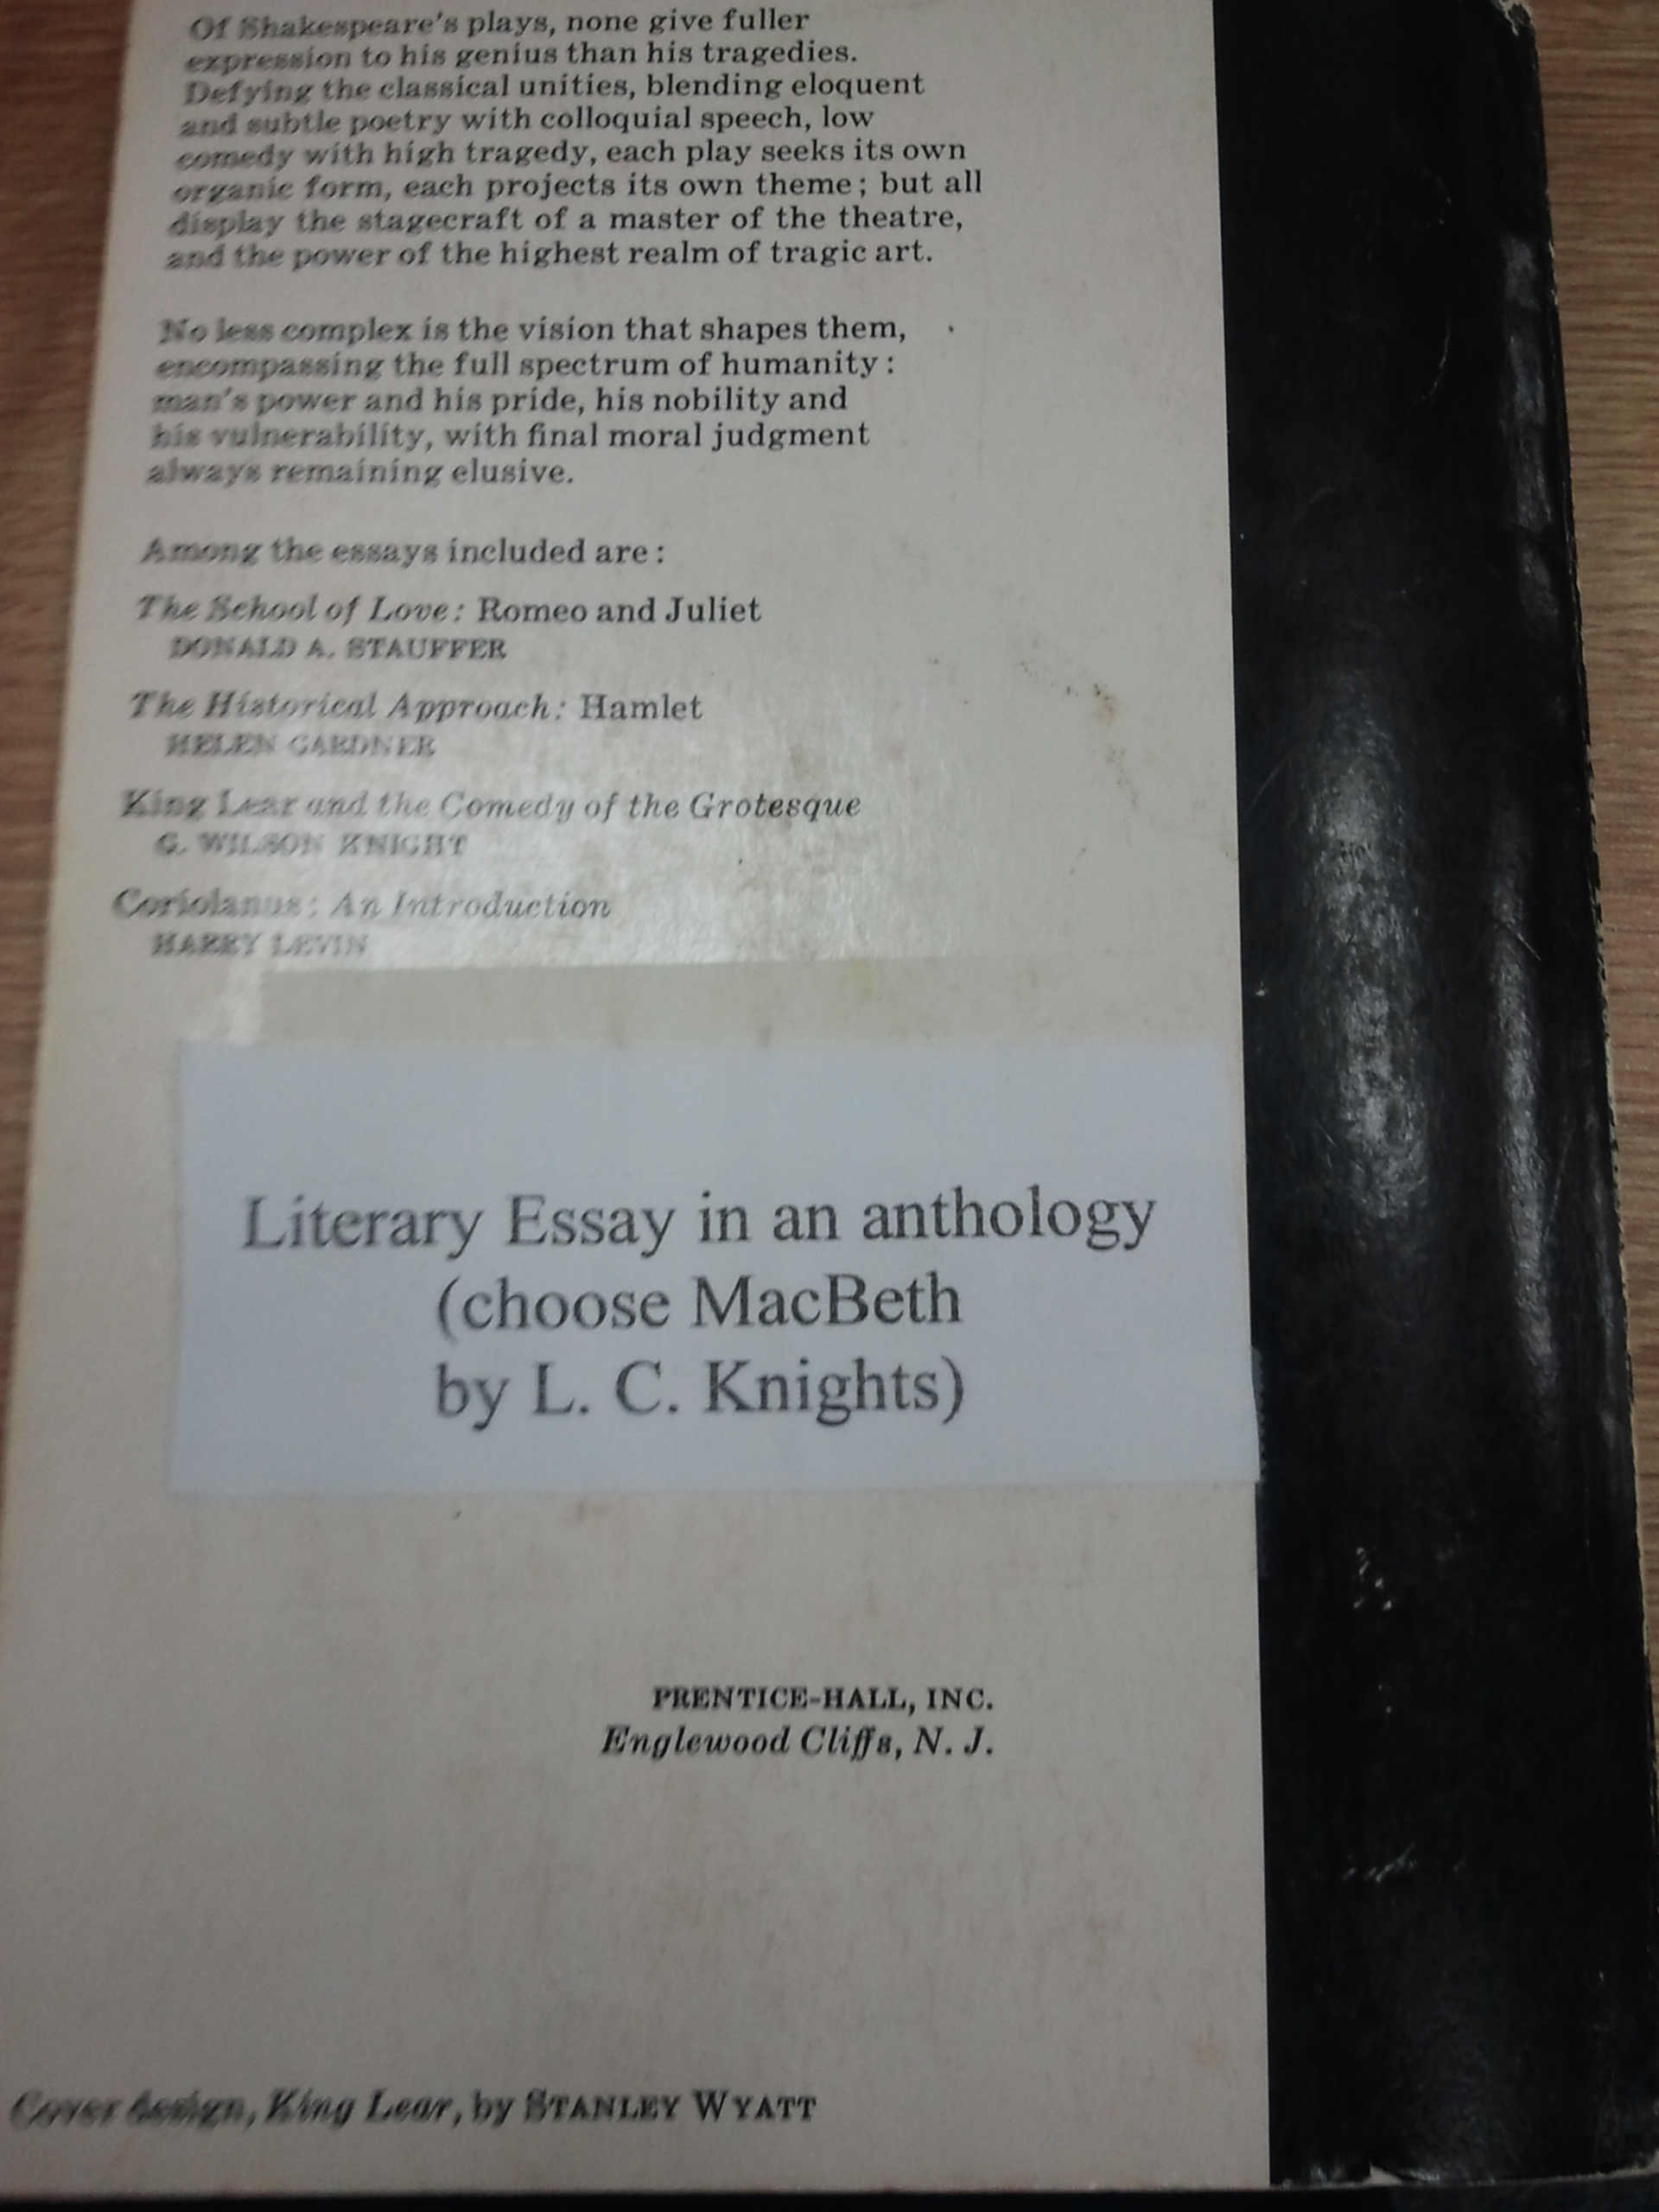 Of Shakespeare's plays, none give fuller
expression to his genius than his tragedies.
Defying the classical unities, blending eloquent
and subtle poetry with colloquial speech, low
comedy with high tragedy, each play seeks its own
organic form, each projects its own theme; but all
display the stagecraft of a master of the theatre,
and the power of the highest realm of tragic art.
No less complex is the vision that shapes them,
encompassing the full spectrum of humanity:
man's power and his pride, his nobility and
his vulnerability, with final moral judgment
always remaining elusive.
Among the essays included are:
The School of Love: Romeo and Juliet
DONALD A. STAUFFER
The Historical Approach: Hamlet
HELEN GARDNER
King Lear and the Comedy of the Grotesque
G. WILSON KNIGHT
Coriolanus: An Introduction
HARRY LEVIN
Literary Essay in an anthology
(choose MacBeth
by L. C. Knights)
PRENTICE-HALL, INC.
Englewood Cliffs, N. J.
Cover design, King Lear, by STANLEY WYATT